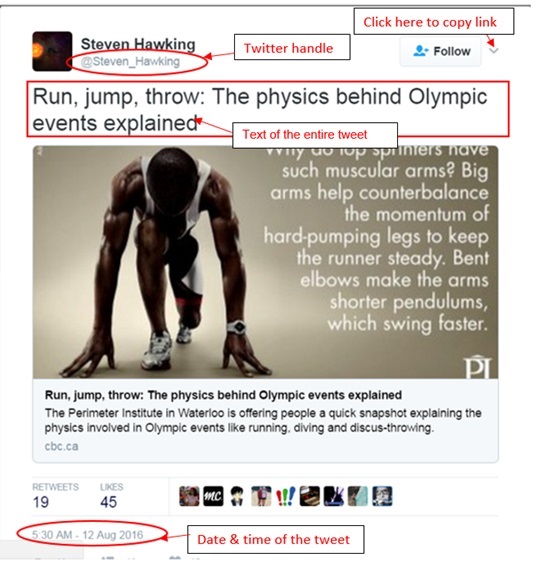 Click here to copy link
Steven Hawking
@Steven_Hawking
Twitter handle
Follow
Run, jump, throw: The physics behind Olympic
events explained
Text of the entire tweet
Why do top sprinters have
such muscular arms? Big
arms help counterbalance
the momentum of
hard-pumping legs to keep
the runner steady. Bent
elbows make the arms
shorter pendulums,
which swing faster.
PI
Run, jump, throw: The physics behind Olympic events explained
The Perimeter Institute in Waterloo is offering people a quick snapshot explaining the
physics involved in Olympic events like running, diving and discus-throwing.
cbc.ca
RETWEETS LIKES
19 45
MC
5:30 AM - 12 Aug 2016
Date & time of the tweet